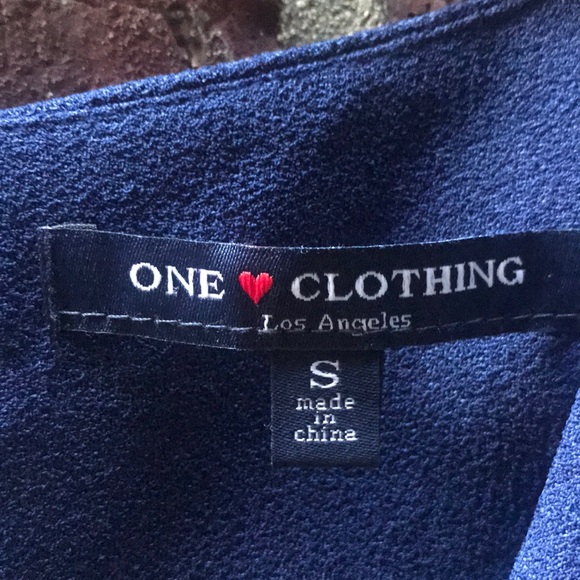 ONE ♥ CLOTHING
Los Angeles
S
made
in
china